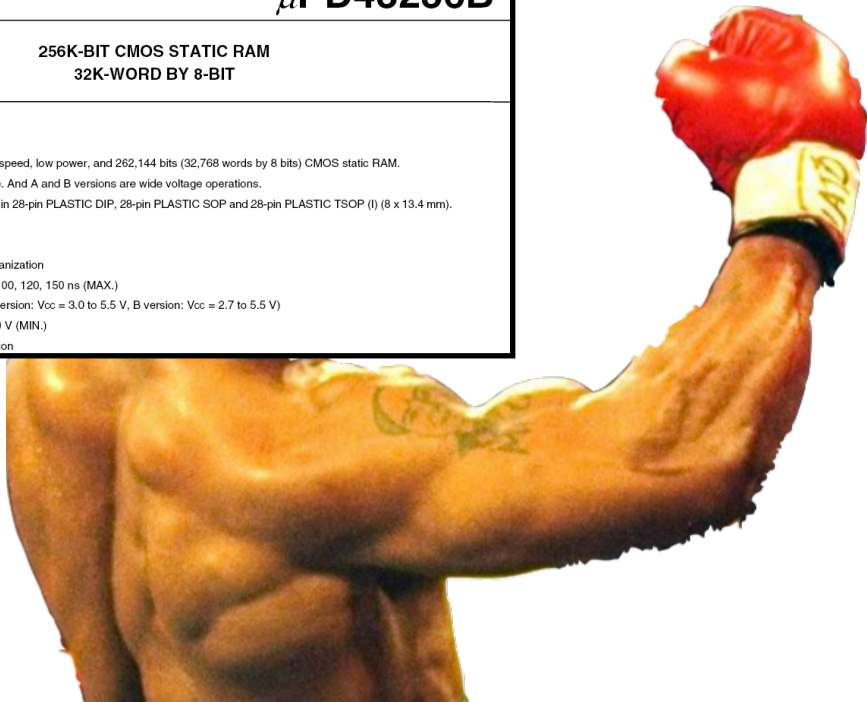 256K-BIT CMOS STATIC RAM
32K-WORD BY 8-BIT
speed, low power, and 262,144 bits (32,768 words by 8 bits) CMOS static RAM.
. And A and B versions are wide voltage operations.
in 28-pin PLASTIC DIP, 28-pin PLASTIC SOP and 28-pin PLASTIC TSOP (I) (8 x 13.4 mm).
anization
00, 120, 150 ns (MAX.)
ersion: Vcc = 3.0 to 5.5 V, B version: Vcc = 2.7 to 5.5 V)
V (MIN.)
ion